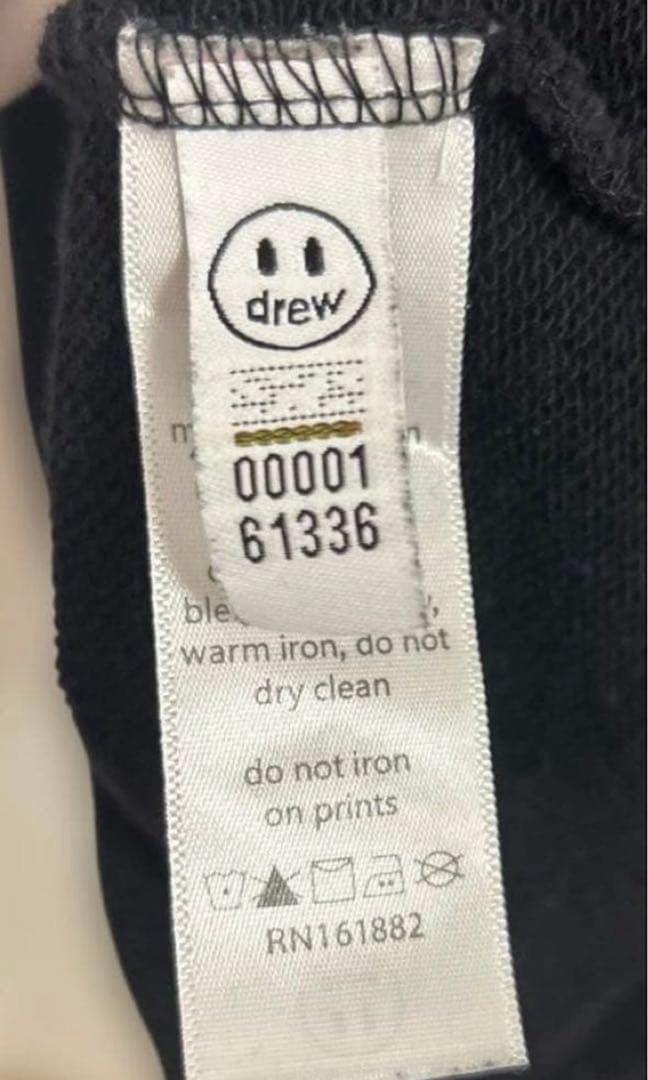 drew
00001
61336
warm iron, do not
dry clean
do not iron
on prints
RN161882